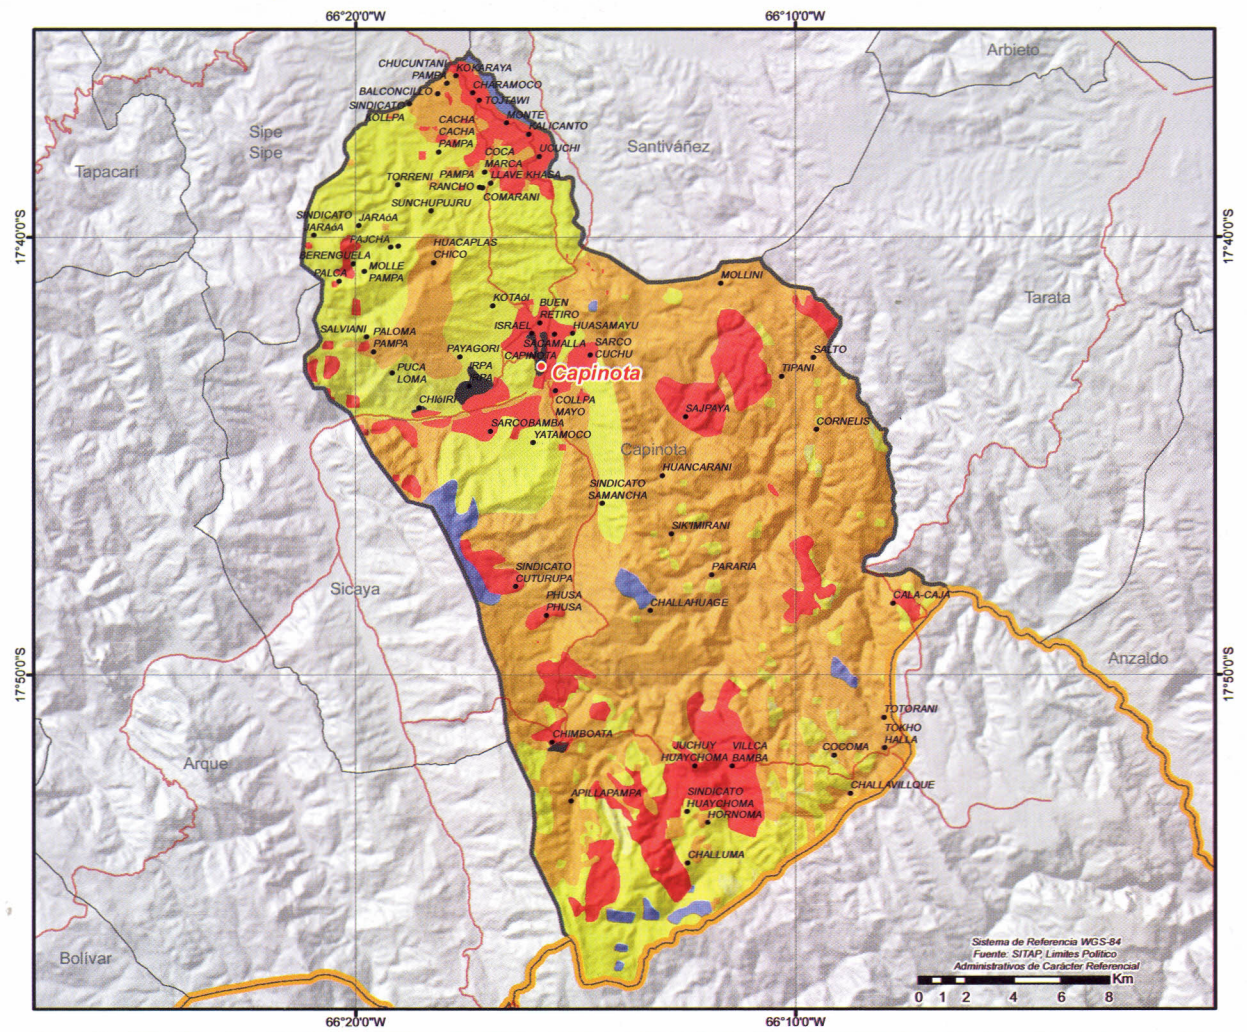 66°20'0"W
66°10'0"W
Arbieto
CHUCUNTANI
KOKARAYA
PAMPA
CHARAMOCO
BALCONCILLO
TOJTAWI
SINDICATO
KOLLPA
MONTE
CACHA
KALICANTO
Sipe
Sipe
CACHA
PAMPA
Santiváñez
COCA
UCUCHI
MARCA
Tapacarí
TORRENI
PAMPA
LLAVE KHASA
RANCHO
COMARANI
SUNCHUPUJRU
SINDICATO
JARAóA
JARAóA
17°40'0"S
17°40'0"S
PAJCHA
HUACAPLAS
CHICO
BERENGUELA
MOLLE
PAMPA
PALCA
MOLLINI
KOTAóI
BUEN
RETIRO
Tarata
ISRAEL
HUASAMAYU
SALVIANI
PALOMA
PAMPA
SACAMALLA
SARCO
CUCHU
PAYAGORI
CAPINOTA
SALTO
IRPA
IRPA
Capinota
TIPANI
PUCA
LOMA
CHIóIRI
COLLPA
MAYO
SAJPAYA
SARCOBAMBA
CORNELIS
YATAMOCO
Capinota
HUANCARANI
SINDICATO
SAMANCHA
SIK'IMIRANI
SINDICATO
CUTURUPA
PARARIA
Sicaya
PHUSA
PHUSA
CHALLAHUAGE
CALA-CAJA
Anzaldo
17°50'0"S
17°50'0"S
TOTORANI
TOKHO
HALLA
CHIMBOATA
JUCHUY
HUAYCHOMA
VILLCA
BAMBA
COCOMA
Arque
APILLAPAMPA
SINDICATO
HUAYCHOMA
CHALLAVILLQUE
HORNOMA
CHALLUMA
Bolívar
Sistema de Referencia WGS-84
Fuente: SITAP, Limites Político
Administrativos de Carácter Referencial
Km
0 1 2 4 6 8
66°20'0"W
66°10'0"W